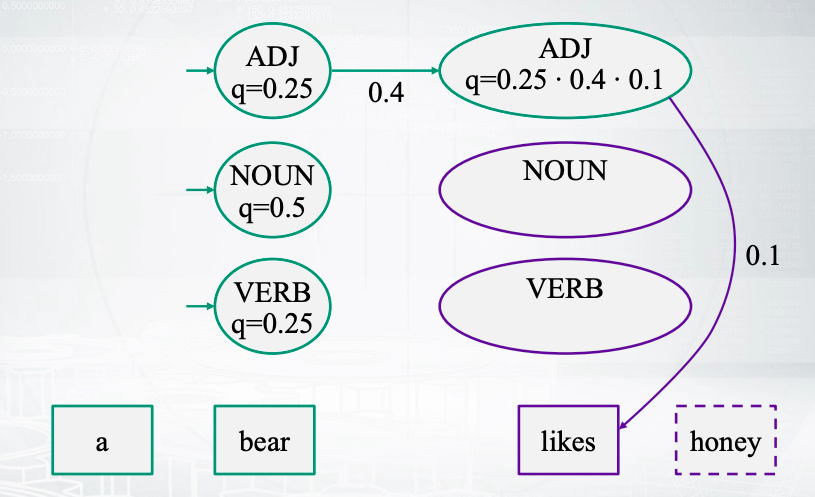 ADJ
q=0.25
0.4
ADJ
q=0.25 · 0.4 · 0.1
NOUN
q=0.5
NOUN
0.1
VERB
q=0.25
VERB
a
bear
likes
honey